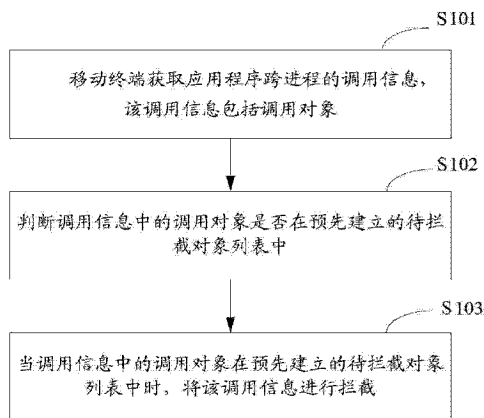 S101
移动终端获取应用程序跨进程的调用信息，
该调用信息包括调用对象
S102
判断调用信息中的调用对象是否在预先建立的待拦
截对象列表中
S103
当调用信息中的调用对象在预先建立的待拦截对象
列表中时，将该调用信息进行拦截